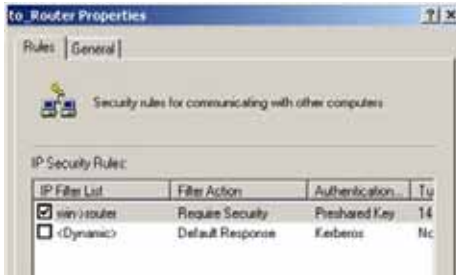 to_Router Properties
Rules General
Security rules for communicating with other computers
IP Security Rules:
IP Filter List Filter Action Authentication... Tu
win>router Require Security Preshared Key 14
<Dynamic> Default Response Kerberos Nc